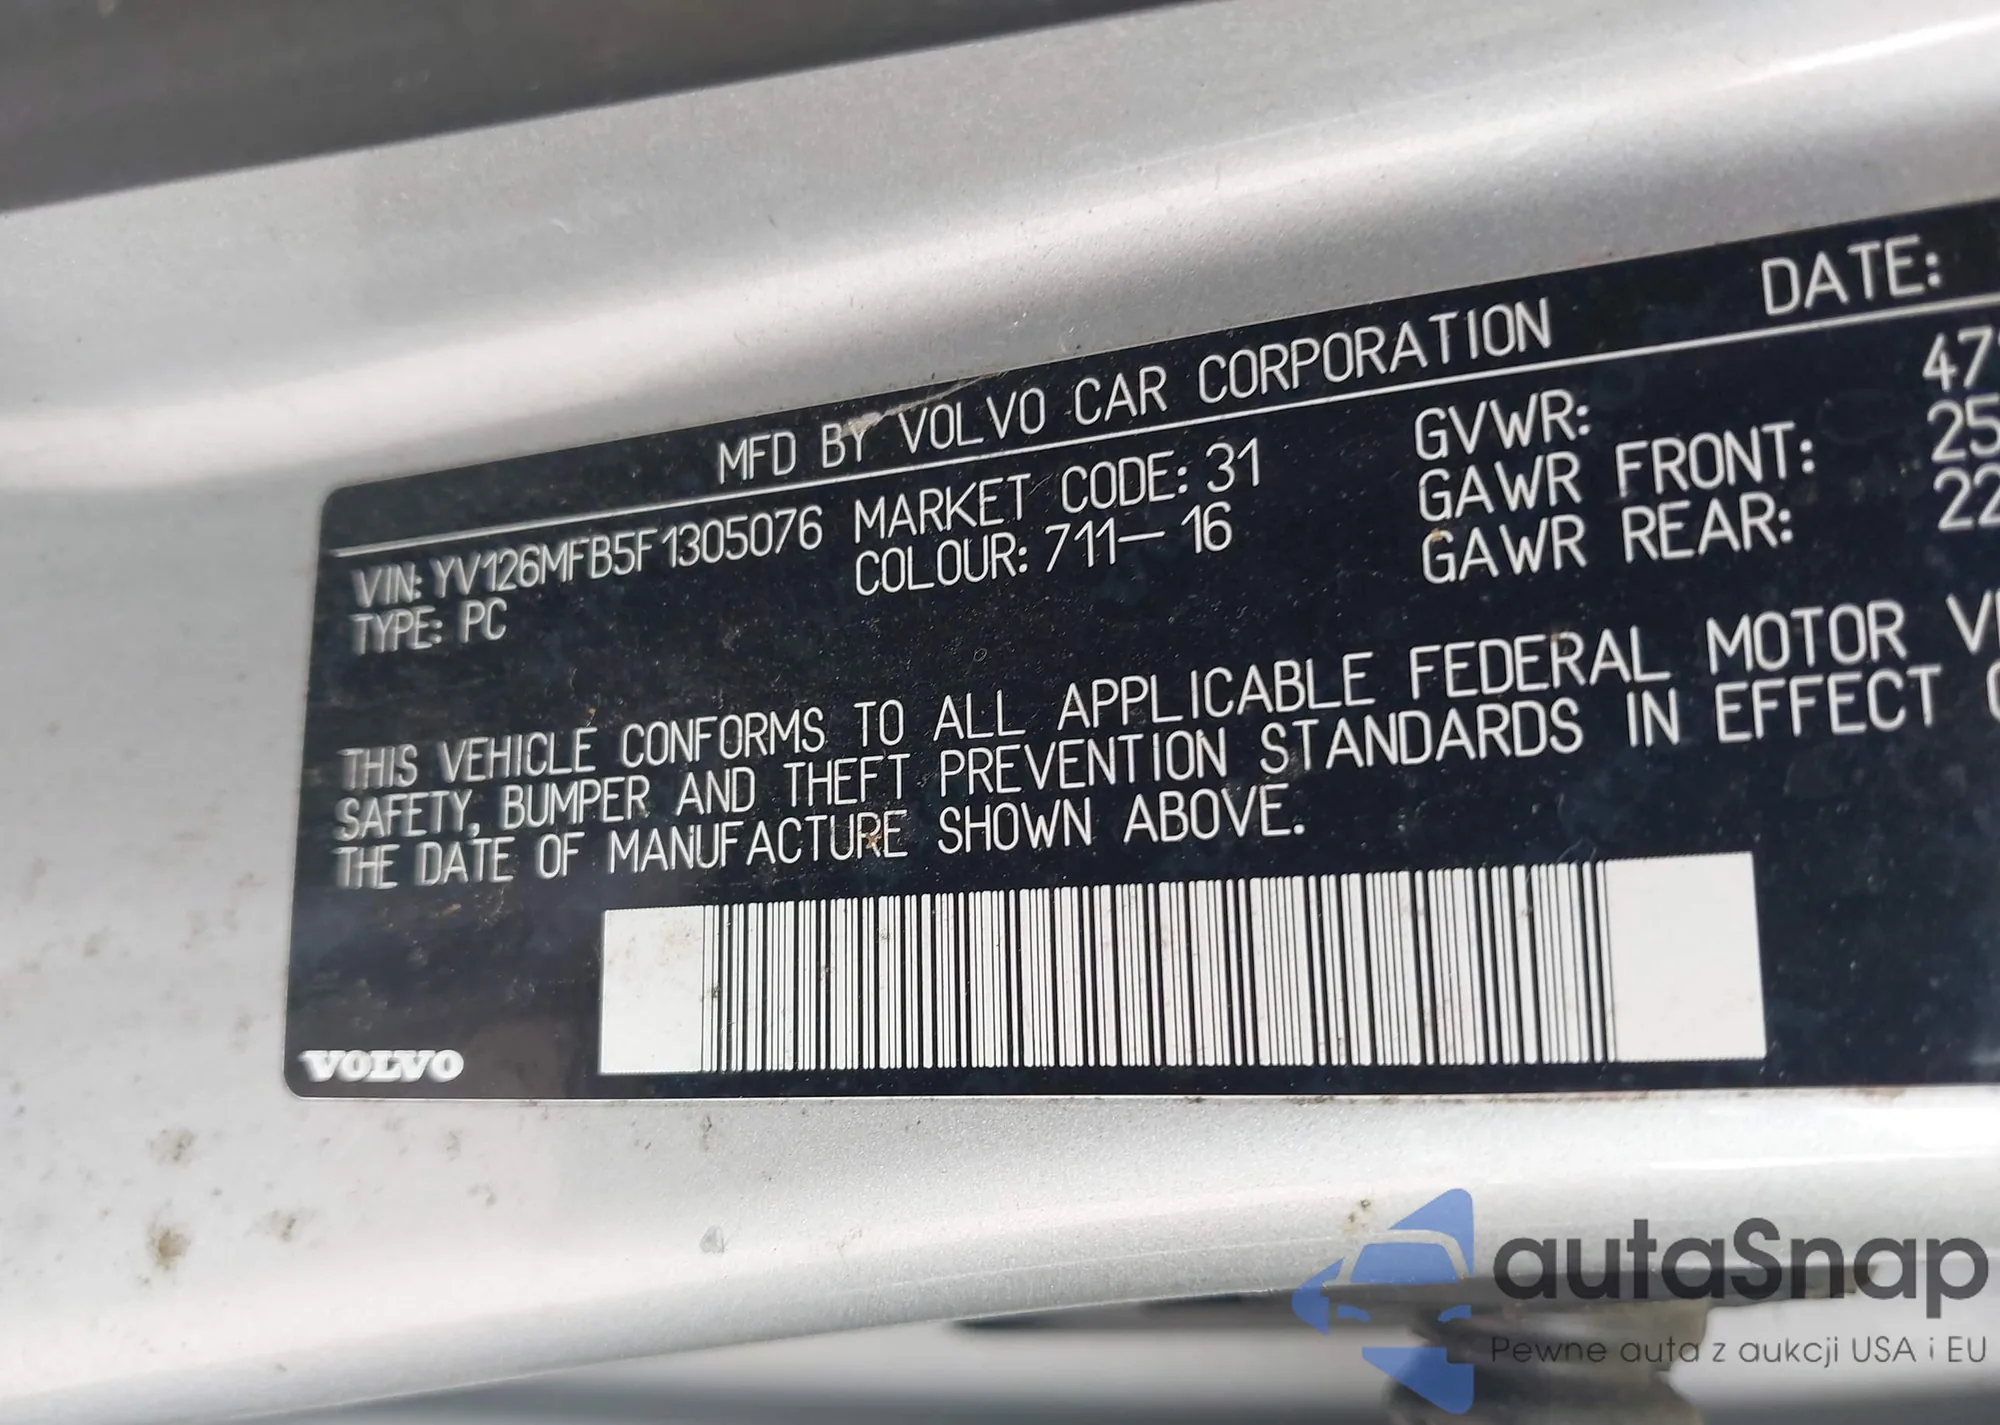 MFD BY VOLVO CAR CORPORATION DATE:
VIN: YV126MFB5F1305076 MARKET CODE: 31 GVWR:
TYPE: PC COLOUR: 711-16 GAWR FRONT: 25
GAWR REAR: 22
THIS VEHICLE CONFORMS TO ALL APPLICABLE FEDERAL MOTOR
SAFETY, BUMPER AND THEFT PREVENTION STANDARDS IN EFFECT
THE DATE OF MANUFACTURE SHOWN ABOVE.
VOLVO
autaSnap
Pewne auta z aukcji USA i EU